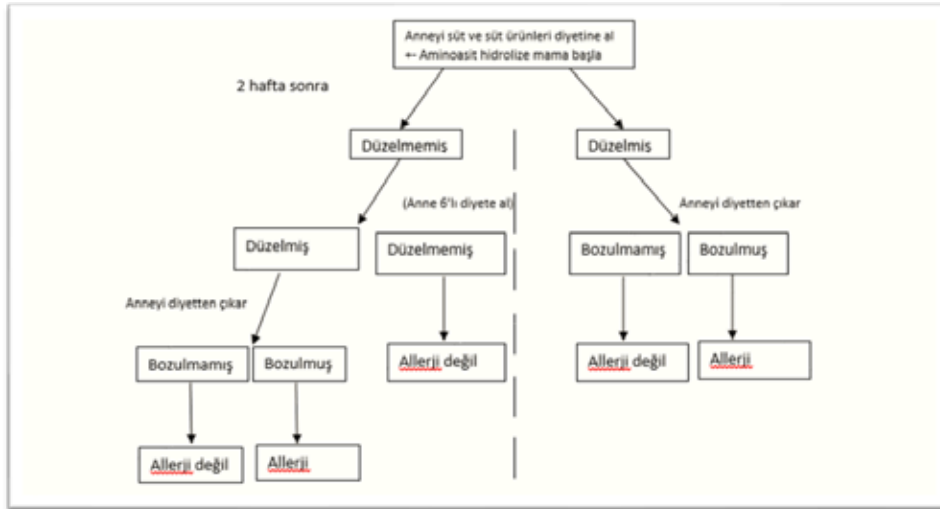 Anneyi süt ve süt ürünleri diyetine al
+- Aminoasit hidrolize mama başla
2 hafta sonra
Düzelmemiş
Düzelmiş
(Anne 6'lı diyete al)
Anneyi diyetten çıkar
Düzelmiş
Düzelmemiş
Bozulmamış
Bozulmuş
Anneyi diyetten çıkar
Bozulmamış
Bozulmuş
Allerji değil
Allerji değil
Allerji
Allerji değil
Allerji